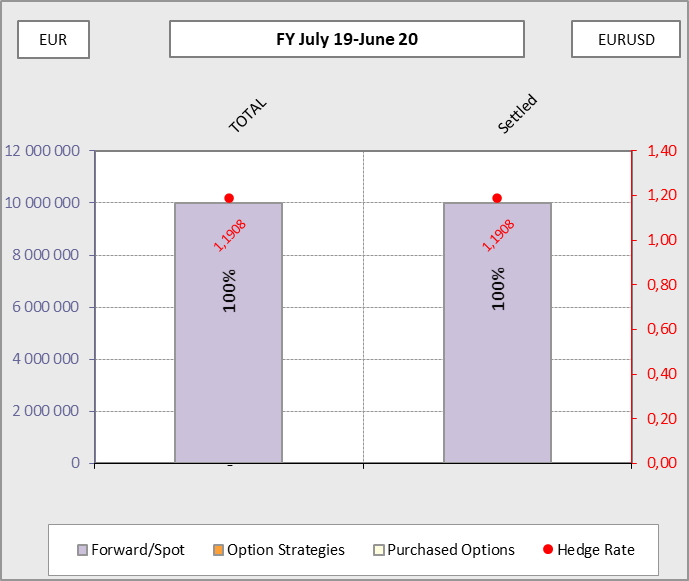 EUR
FY July 19-June 20
EURUSD
TOTAL
Settled
12 000 000
10 000 000
8 000 000
6 000 000
4 000 000
2 000 000
0
1,40
1,20
1,00
0,80
0,60
0,40
0,20
0,00
1,1908
100%
1,1908
100%
-
Forward/Spot
Option Strategies
Purchased Options
Hedge Rate